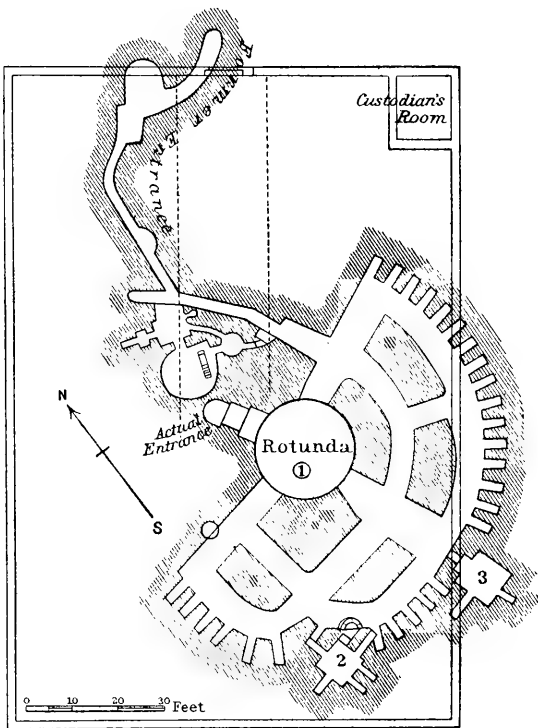 Former Entrance
Custodian's
Room
N
S
Actual
Entrance
Rotunda
①
3
2
0 10 20 30 Feet